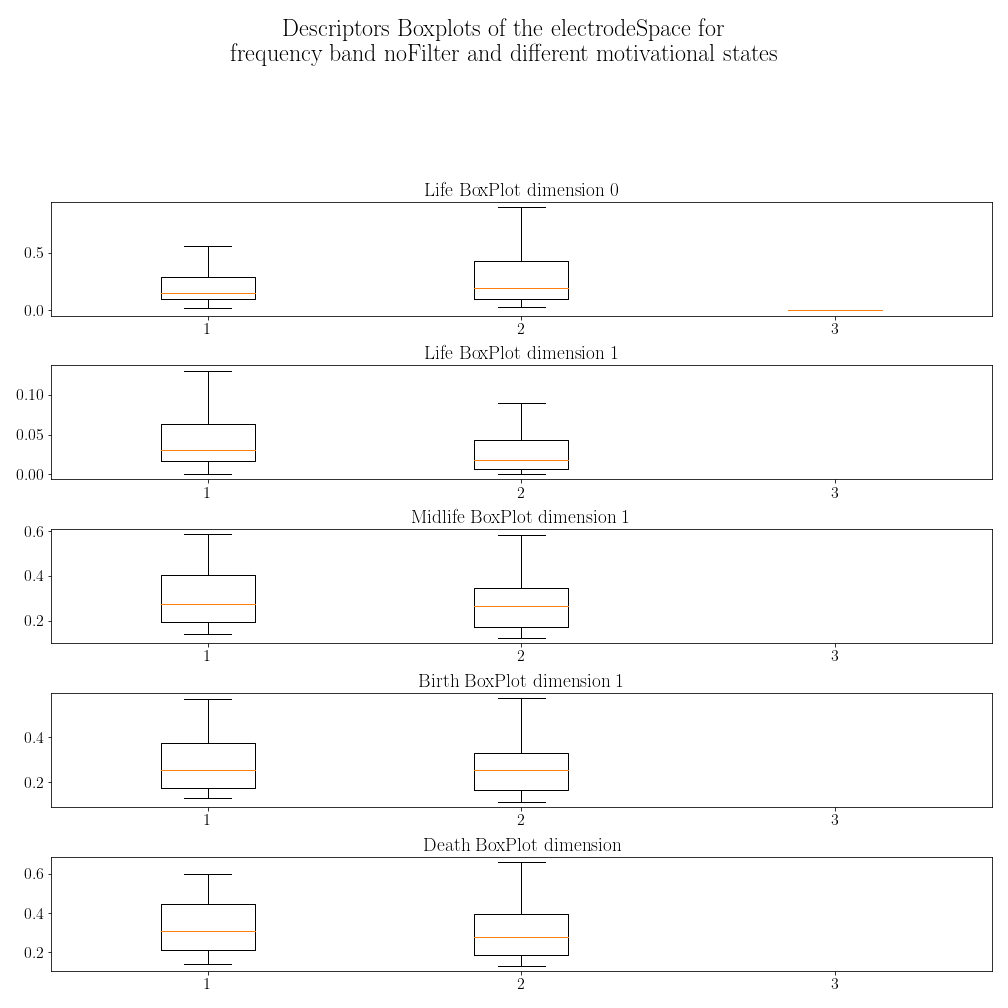 Descriptors Boxplots of the electrodeSpace for
frequency band noFilter and different motivational states
Life BoxPlot dimension 0
0.5
0.0
1 2 3
Life BoxPlot dimension 1
0.10
0.05
0.00
1 2 3
Midlife BoxPlot dimension 1
0.6
0.4
0.2
1 2 3
Birth BoxPlot dimension 1
0.4
0.2
1 2 3
Death BoxPlot dimension
0.6
0.4
0.2
1 2 3